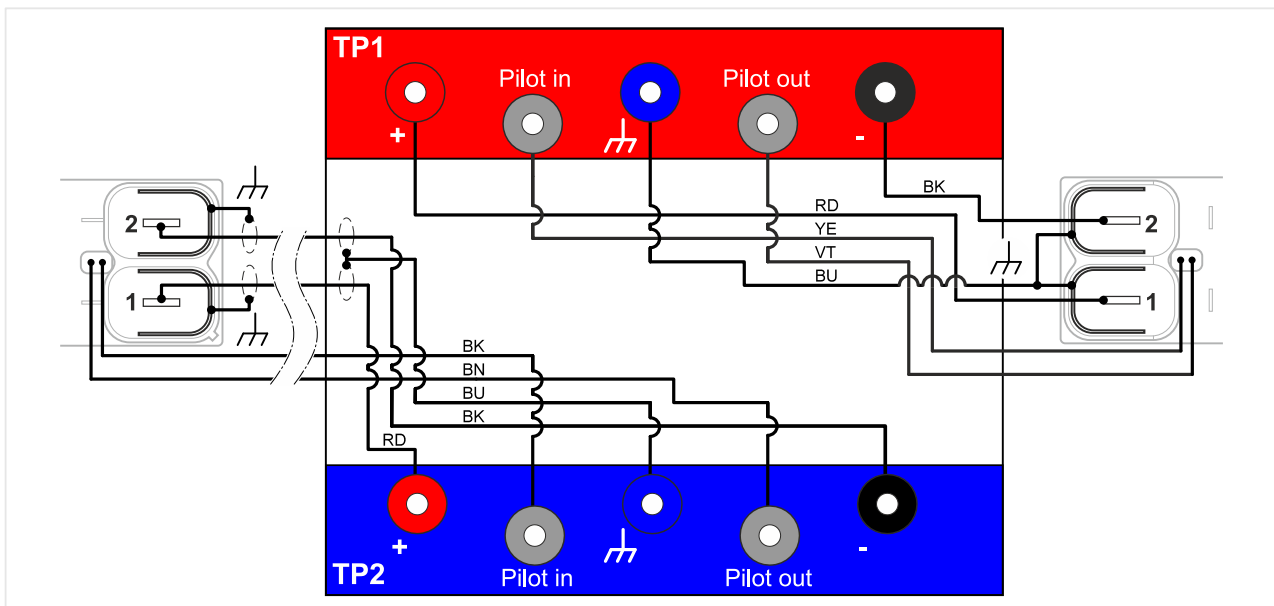 TP1
Pilot in
Pilot out
+
-
BK
2
RD
2
YE
VT
1
BU
1
BK
BN
BU
BK
RD
+
-
Pilot in
Pilot out
TP2